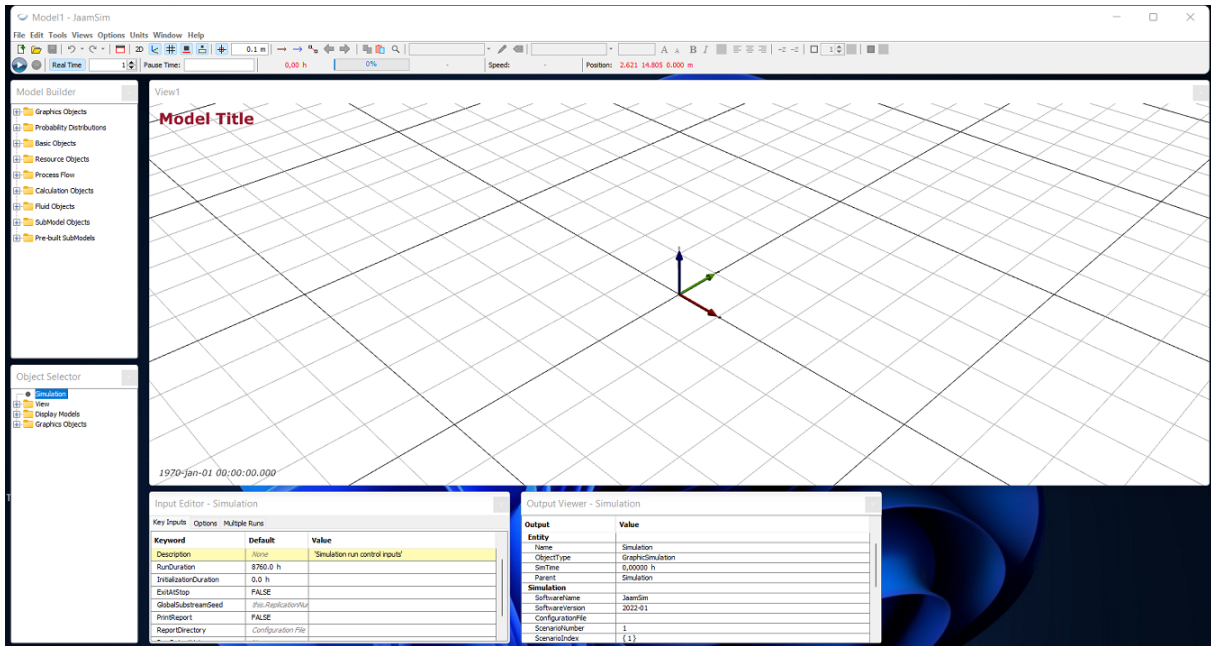 Model1 - JaamSim
File Edit Tools Views Options Units Window Help
2D 0.1 m A A B I -z -z 1
Real Time 1 Pause Time: 0,00 h 0% - Speed: - Position: 2.621 14.805 0.000 m
Model Builder
Graphics Objects
Probability Distributions
Basic Objects
Resource Objects
Process Flow
Calculation Objects
Fluid Objects
SubModel Objects
Pre-built SubModels
View1
Model Title
1970-jan-01 00:00:00.000
Object Selector
Simulation
View
Display Models
Graphics Objects
Input Editor - Simulation
Key Inputs Options Multiple Runs
Keyword Default Value
Description None 'Simulation run control inputs'
RunDuration 8760.0 h
InitializationDuration 0.0 h
ExitAtStop FALSE
GlobalSubstreamSeed this.ReplicationNu
PrintReport FALSE
ReportDirectory Configuration File
Output Viewer - Simulation
Output Value
Entity
Name Simulation
ObjectType GraphicSimulation
SimTime 0,00000 h
Parent Simulation
Simulation
SoftwareName JaamSim
SoftwareVersion 2022-01
ConfigurationFile
ScenarioNumber 1
ScenarioIndex { 1 }